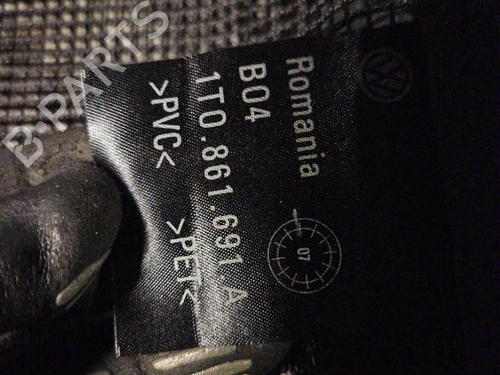 Romania
B04
1T0.861.691.A
>PVC< >PET<
07
B-PARTS